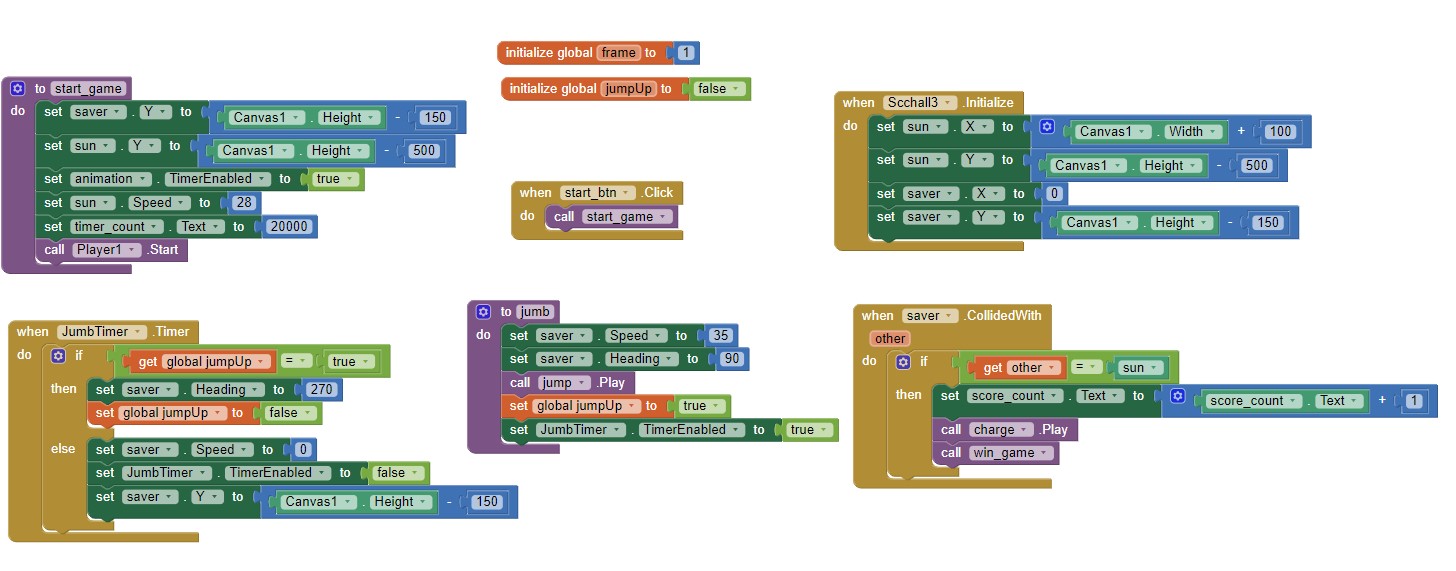 initialize global frame to 1
initialize global jumpUp to false
to start_game
do set saver . Y to Canvas1 . Height - 150
set sun . Y to Canvas1 . Height - 500
set animation . TimerEnabled to true
set sun . Speed to 28
set timer_count . Text to 20000
call Player1 .Start
when start_btn .Click
do call start_game
when Scchall3 .Initialize
do set sun . X to Canvas1 . Width + 100
set sun . Y to Canvas1 . Height - 500
set saver . X to 0
set saver . Y to Canvas1 . Height - 150
when JumbTimer .Timer
do if get global jumpUp = true
then set saver . Heading to 270
set global jumpUp to false
else set saver . Speed to 0
set JumbTimer . TimerEnabled to false
set saver . Y to Canvas1 . Height - 150
to jumb
do set saver . Speed to 35
set saver . Heading to 90
call jump .Play
set global jumpUp to true
set JumbTimer . TimerEnabled to true
when saver .CollidedWith
other
do if get other = sun
then set score_count . Text to score_count . Text + 1
call charge .Play
call win_game